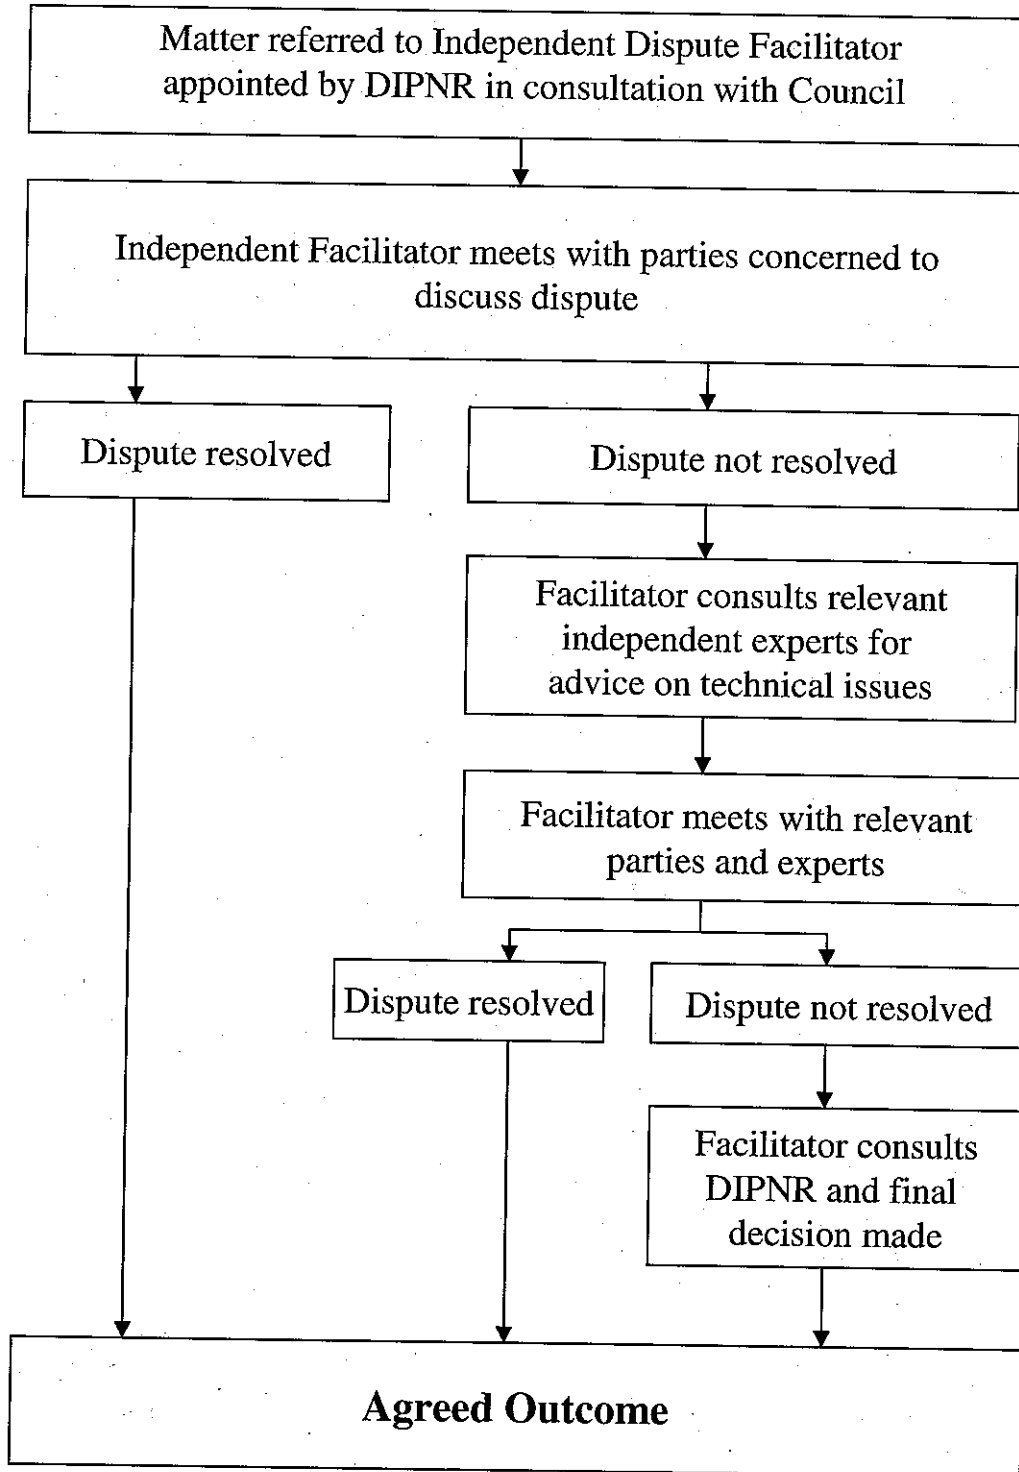 Matter referred to Independent Dispute Facilitator
appointed by DIPNR in consultation with Council
Independent Facilitator meets with parties concerned to
discuss dispute
Dispute resolved
Dispute not resolved
Facilitator consults relevant
independent experts for
advice on technical issues
Facilitator meets with relevant
parties and experts
Dispute resolved
Dispute not resolved
Facilitator consults
DIPNR and final
decision made
Agreed Outcome